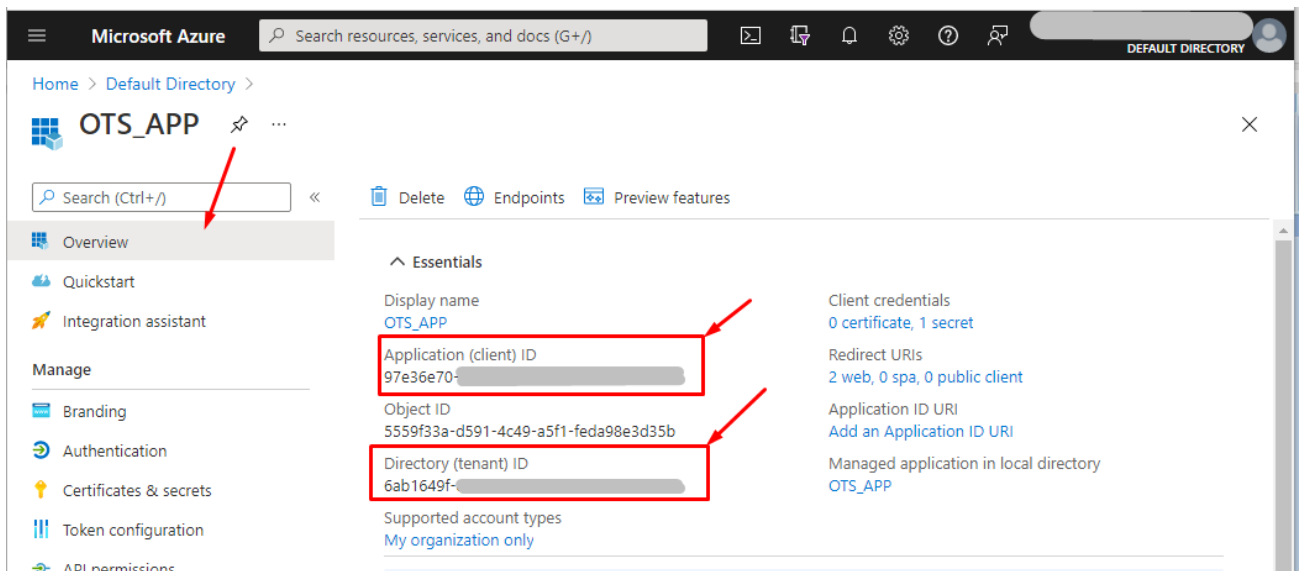 Microsoft Azure
Search resources, services, and docs (G+/)
DEFAULT DIRECTORY
Home > Default Directory >
OTS_APP
Search (Ctrl+/)
Delete
Endpoints
Preview features
Overview
Quickstart
Integration assistant
Manage
Branding
Authentication
Certificates & secrets
Token configuration
API permissions
Essentials
Display name
OTS_APP
Application (client) ID
97e36e70-
Object ID
5559f33a-d591-4c49-a5f1-feda98e3d35b
Directory (tenant) ID
6ab1649f-
Supported account types
My organization only
Client credentials
0 certificate, 1 secret
Redirect URIs
2 web, 0 spa, 0 public client
Application ID URI
Add an Application ID URI
Managed application in local directory
OTS_APP